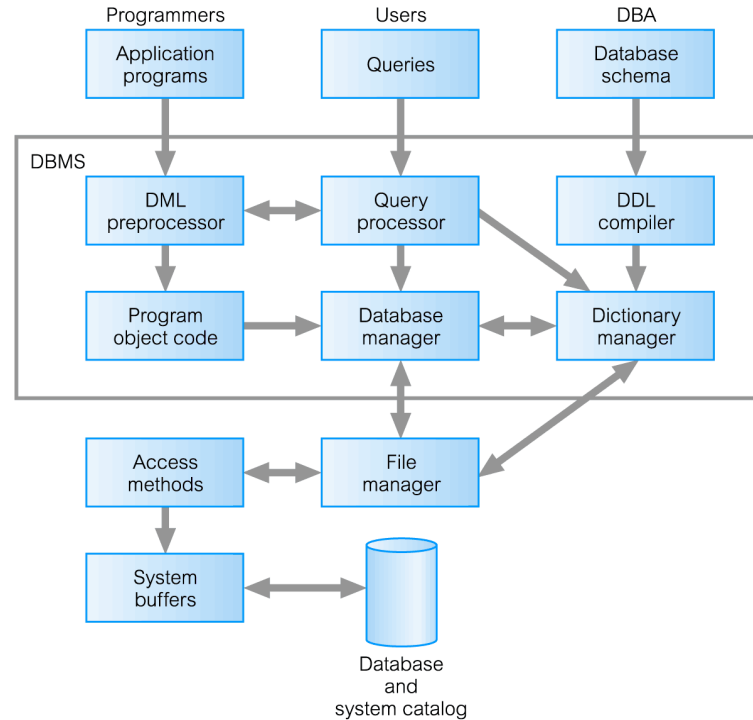 Programmers
Users
DBA
Application
programs
Queries
Database
schema
DBMS
DML
preprocessor
Query
processor
DDL
compiler
Program
object code
Database
manager
Dictionary
manager
Access
methods
File
manager
System
buffers
Database
and
system catalog